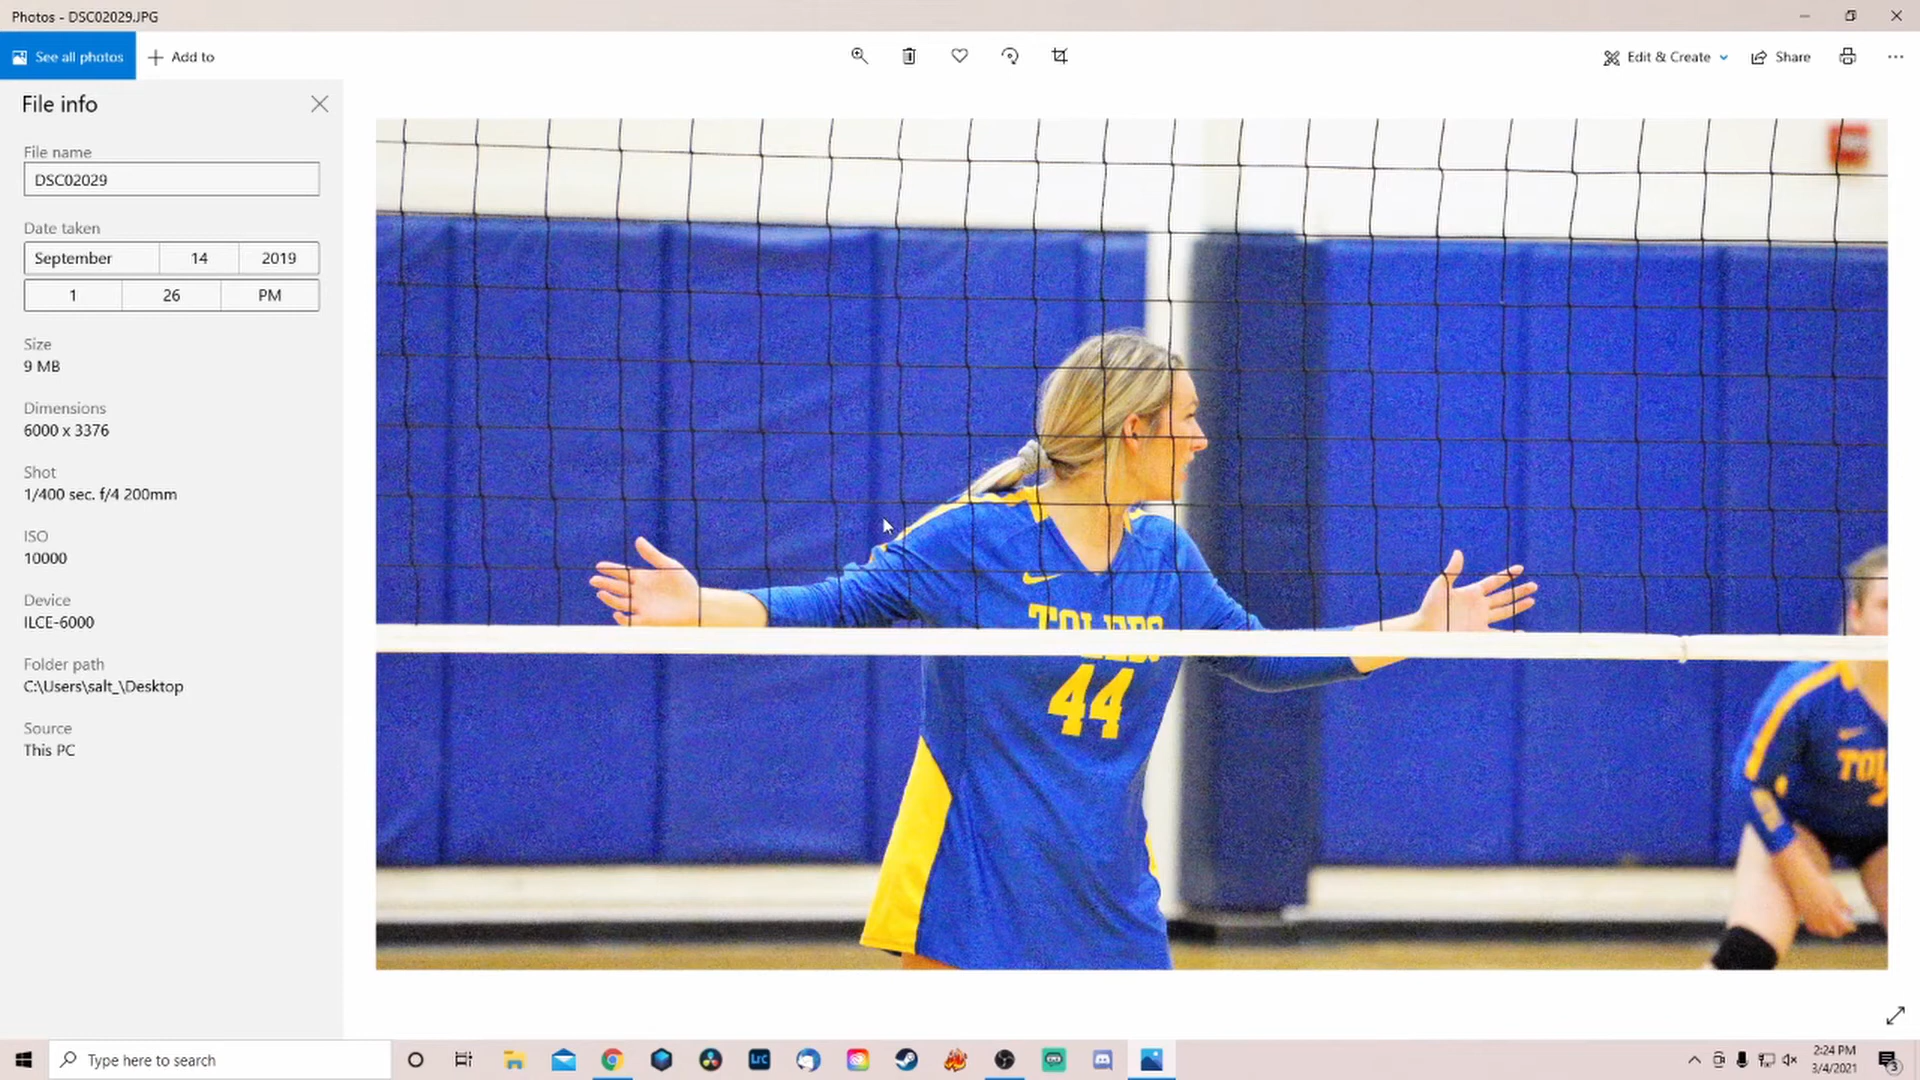 Photos - DSC02029.JPG
See all photos
Add to
Edit & Create
Share
File info
File name
DSC02029
Date taken
September 14 2019
1 26 PM
Size
9 MB
Dimensions
6000 x 3376
Shot
1/400 sec. f/4 200mm
ISO
10000
Device
ILCE-6000
Folder path
C:\Users\salt_\Desktop
Source
This PC
44
Type here to search
Lrc
2:24 PM
3/4/2021
3